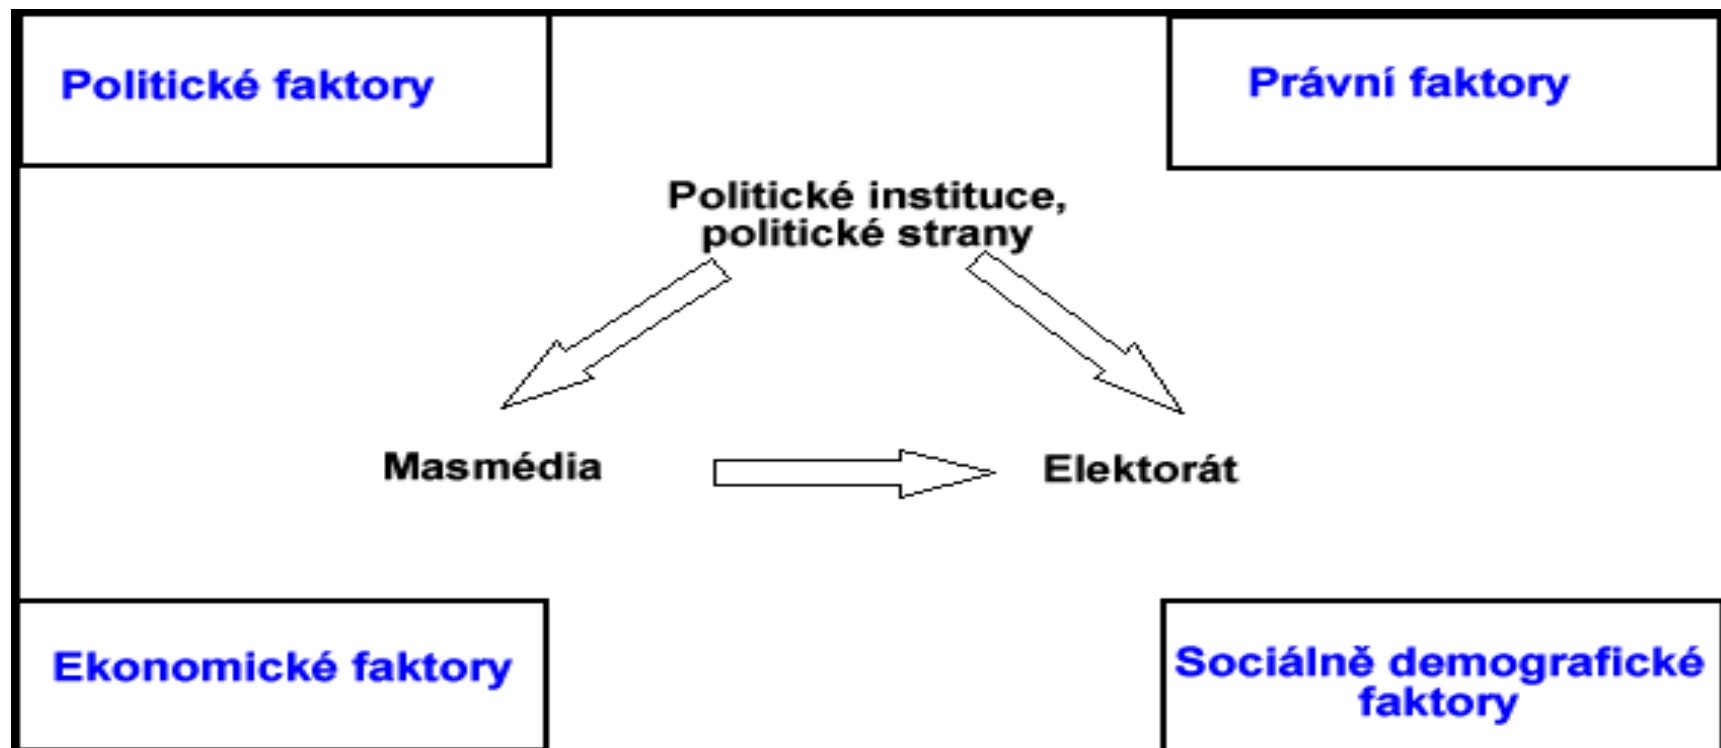 Politické faktory
Právní faktory
Politické instituce,
politické strany
Masmédia
Elektorát
Ekonomické faktory
Sociálně demografické
faktory